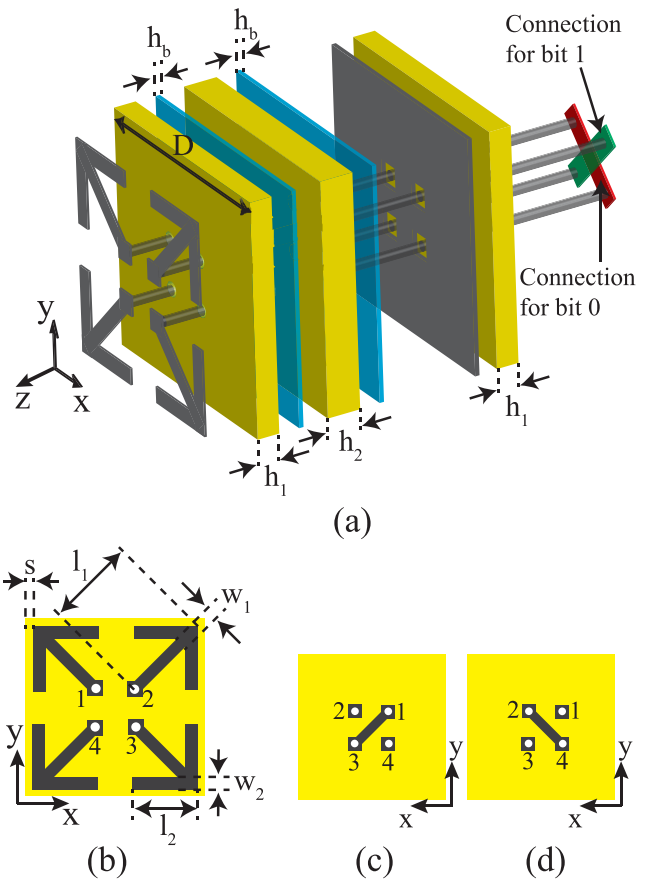 Connection
for bit 1
h_b
h_b
D
y
z
x
Connection
for bit 0
h_1
h_2
h_1
(a)
l_1
s
w_1
1
2
4
3
y
x
w_2
l_2
(b)
2
1
3
4
y
x
(c)
2
1
3
4
y
x
(d)